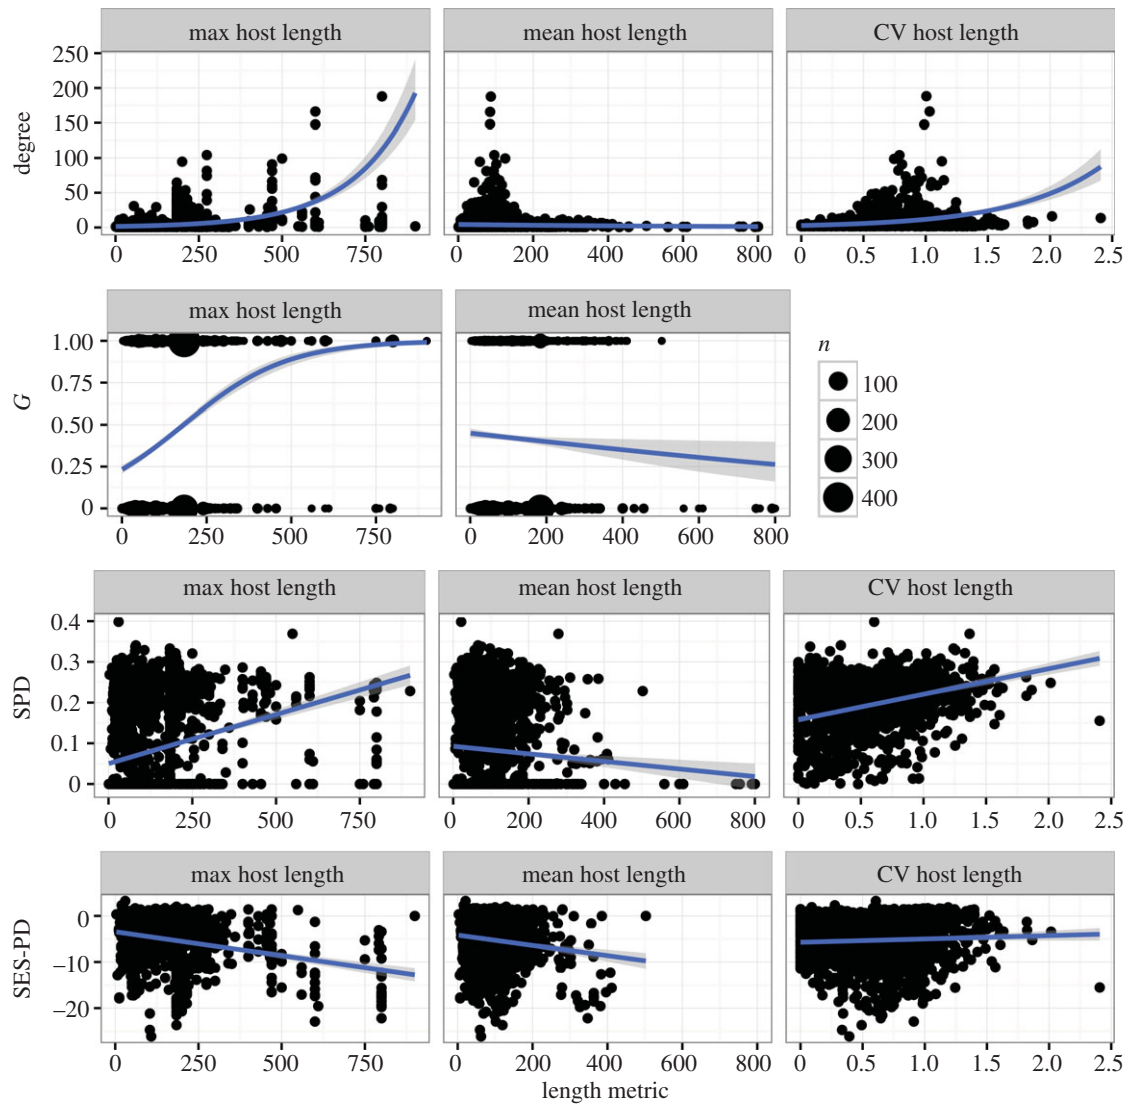 max host length mean host length CV host length
degree
250
200
150
100
50
0
0 250 500 750 0 200 400 600 800 0 0.5 1.0 1.5 2.0 2.5
max host length mean host length
G
1.00
0.75
0.50
0.25
0
0 250 500 750 0 200 400 600 800
n
100
200
300
400
max host length mean host length CV host length
SPD
0.4
0.3
0.2
0.1
0
0 250 500 750 0 200 400 600 800 0 0.5 1.0 1.5 2.0 2.5
max host length mean host length CV host length
SES-PD
0
−10
−20
0 250 500 750 0 200 400 600 800 0 0.5 1.0 1.5 2.0 2.5
length metric